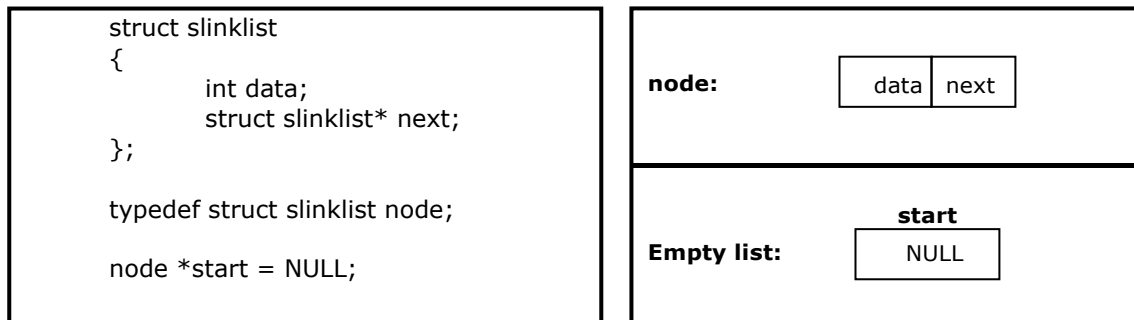 struct slinklist
{
int data;
struct slinklist* next;
};
typedef struct slinklist node;
node *start = NULL;
node: data next
start
Empty list: NULL